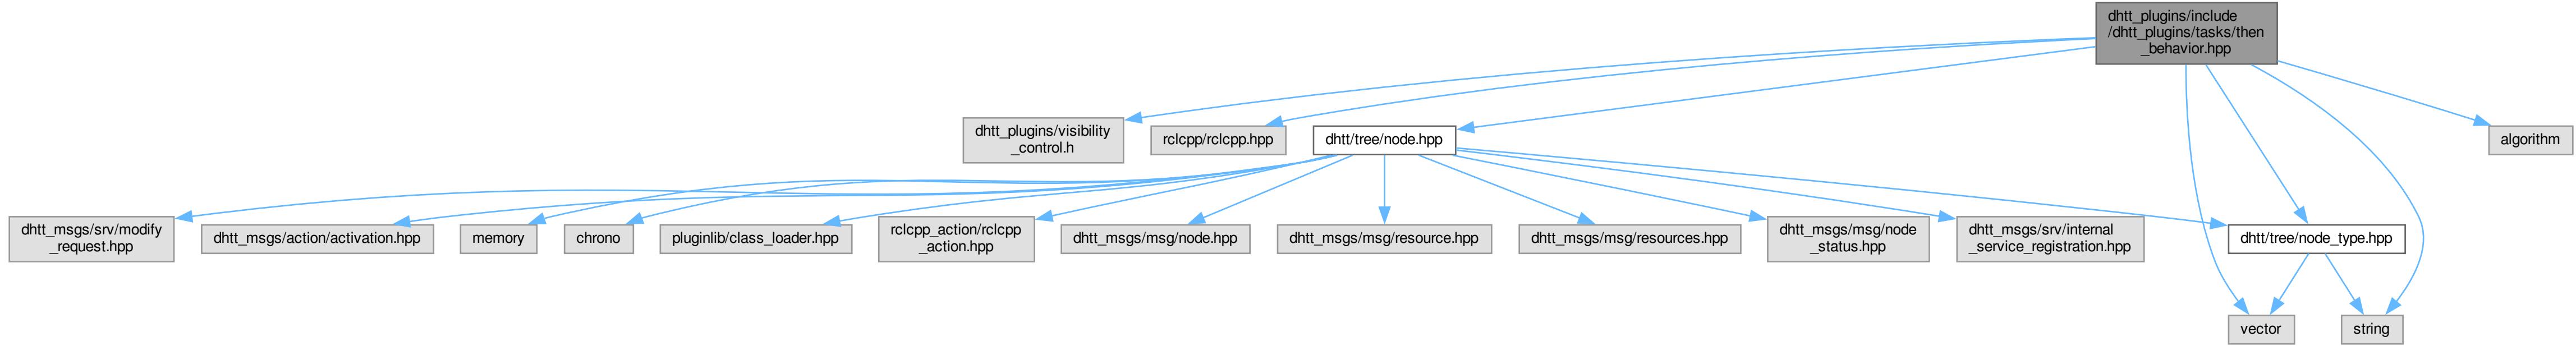 dhtt_plugins/include
/dhtt_plugins/tasks/then
_behavior.hpp
dhtt_plugins/visibility
_control.h
rclcpp/rclcpp.hpp
dhtt/tree/node.hpp
algorithm
dhtt_msgs/srv/modify
_request.hpp
dhtt_msgs/action/activation.hpp
memory
chrono
pluginlib/class_loader.hpp
rclcpp_action/rclcpp
_action.hpp
dhtt_msgs/msg/node.hpp
dhtt_msgs/msg/resource.hpp
dhtt_msgs/msg/resources.hpp
dhtt_msgs/msg/node
_status.hpp
dhtt_msgs/srv/internal
_service_registration.hpp
dhtt/tree/node_type.hpp
vector
string